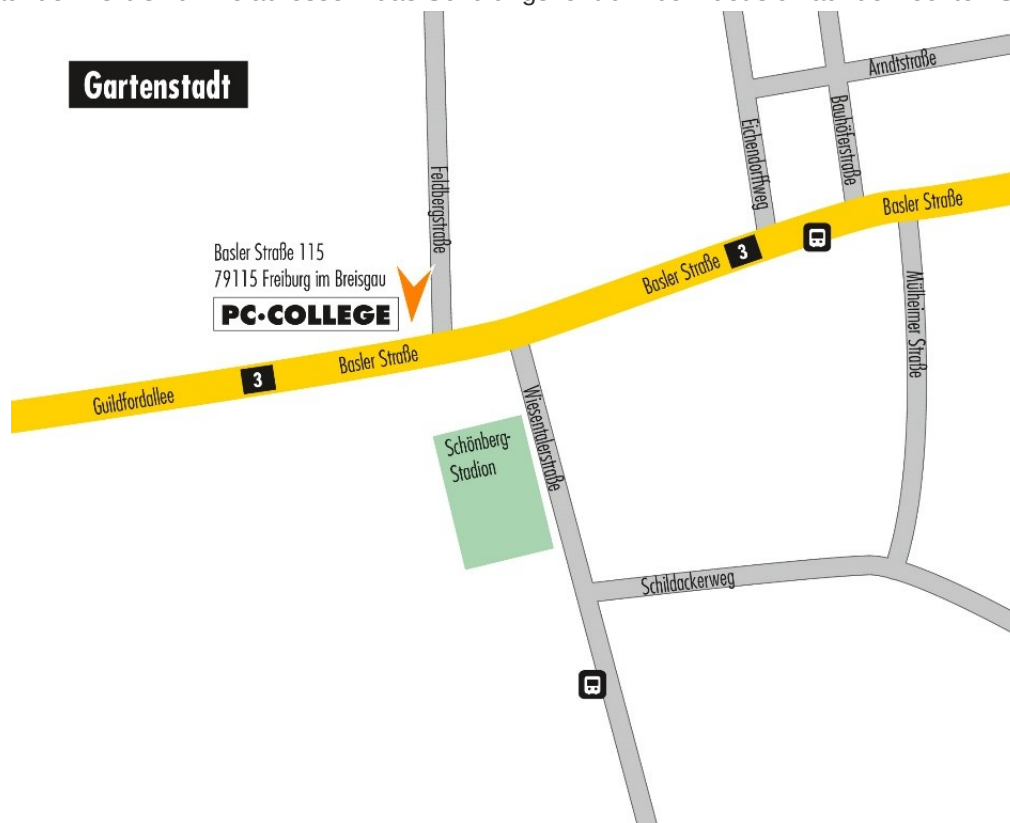 Gartenstadt
Arndtstraße
Eichendorffweg
Bauhöferstraße
Feldbergstraße
Basler Straße
Basler Straße 115
79115 Freiburg im Breisgau
PC·COLLEGE
3
Basler Straße
Mülheimer Straße
Basler Straße
3
Guildfordallee
Wiesentalerstraße
Schönberg-
Stadion
Schildackerweg